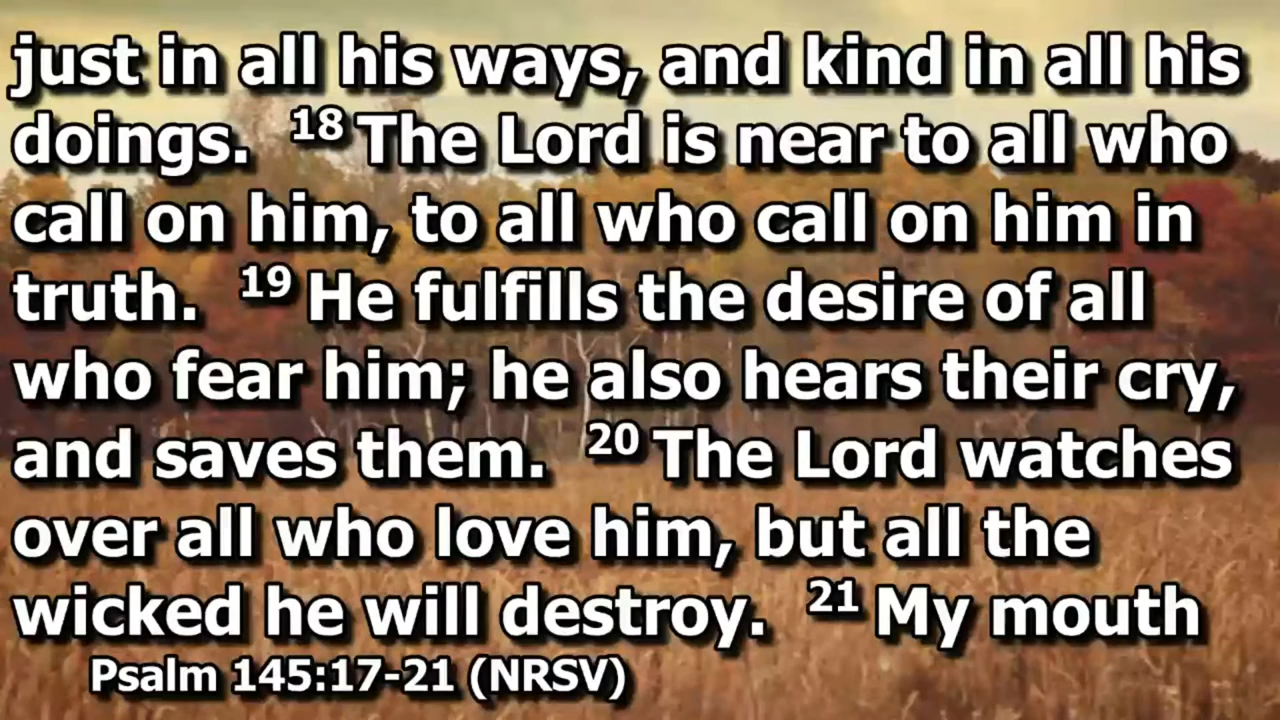 just in all his ways, and kind in all his
doings. 18 The Lord is near to all who
call on him, to all who call on him in
truth. 19 He fulfills the desire of all
who fear him; he also hears their cry,
and saves them. 20 The Lord watches
over all who love him, but all the
wicked he will destroy. 21 My mouth
Psalm 145:17-21 (NRSV)